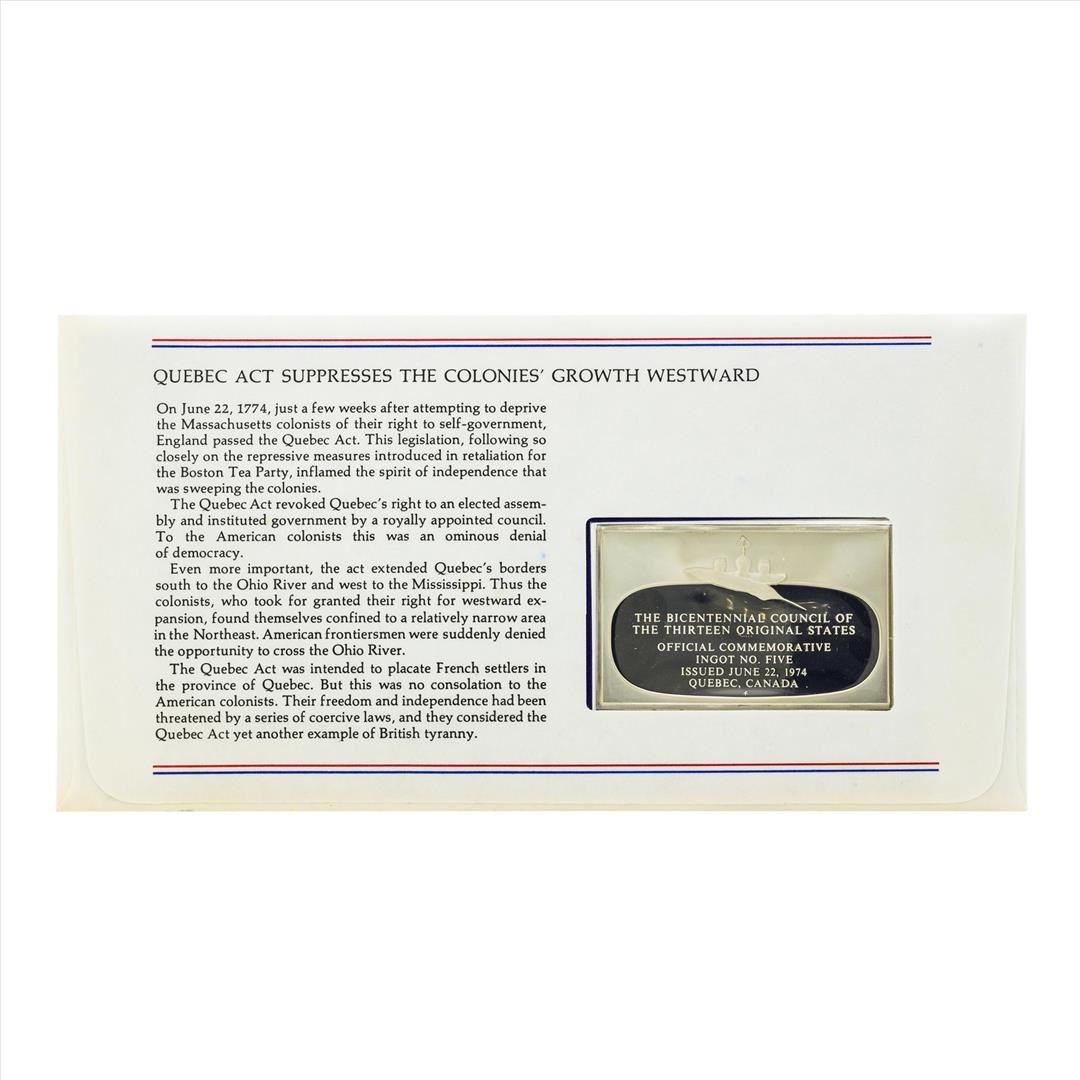 QUEBEC ACT SUPPRESSES THE COLONIES' GROWTH WESTWARD
On June 22, 1774, just a few weeks after attempting to deprive
the Massachusetts colonists of their right to self-government,
England passed the Quebec Act. This legislation, following so
closely on the repressive measures introduced in retaliation for
the Boston Tea Party, inflamed the spirit of independence that
was sweeping the colonies.
The Quebec Act revoked Quebec's right to an elected assem-
bly and instituted government by a royally appointed council.
To the American colonists this was an ominous denial
of democracy.
Even more important, the act extended Quebec's borders
south to the Ohio River and west to the Mississippi. Thus the
colonists, who took for granted their right for westward ex-
pansion, found themselves confined to a relatively narrow area
in the Northeast. American frontiersmen were suddenly denied
the opportunity to cross the Ohio River.
The Quebec Act was intended to placate French settlers in
the province of Quebec. But this was no consolation to the
American colonists. Their freedom and independence had been
threatened by a series of coercive laws, and they considered the
Quebec Act yet another example of British tyranny.
THE BICENTENNIAL COUNCIL OF
THE THIRTEEN ORIGINAL STATES
OFFICIAL COMMEMORATIVE
INGOT NO. FIVE
ISSUED JUNE 22, 1974
QUEBEC, CANADA